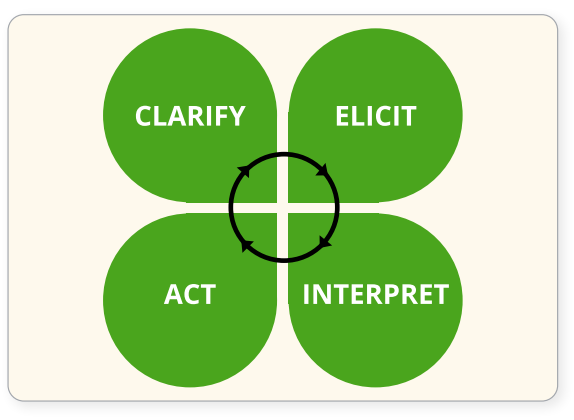 CLARIFY
ELICIT
ACT
INTERPRET